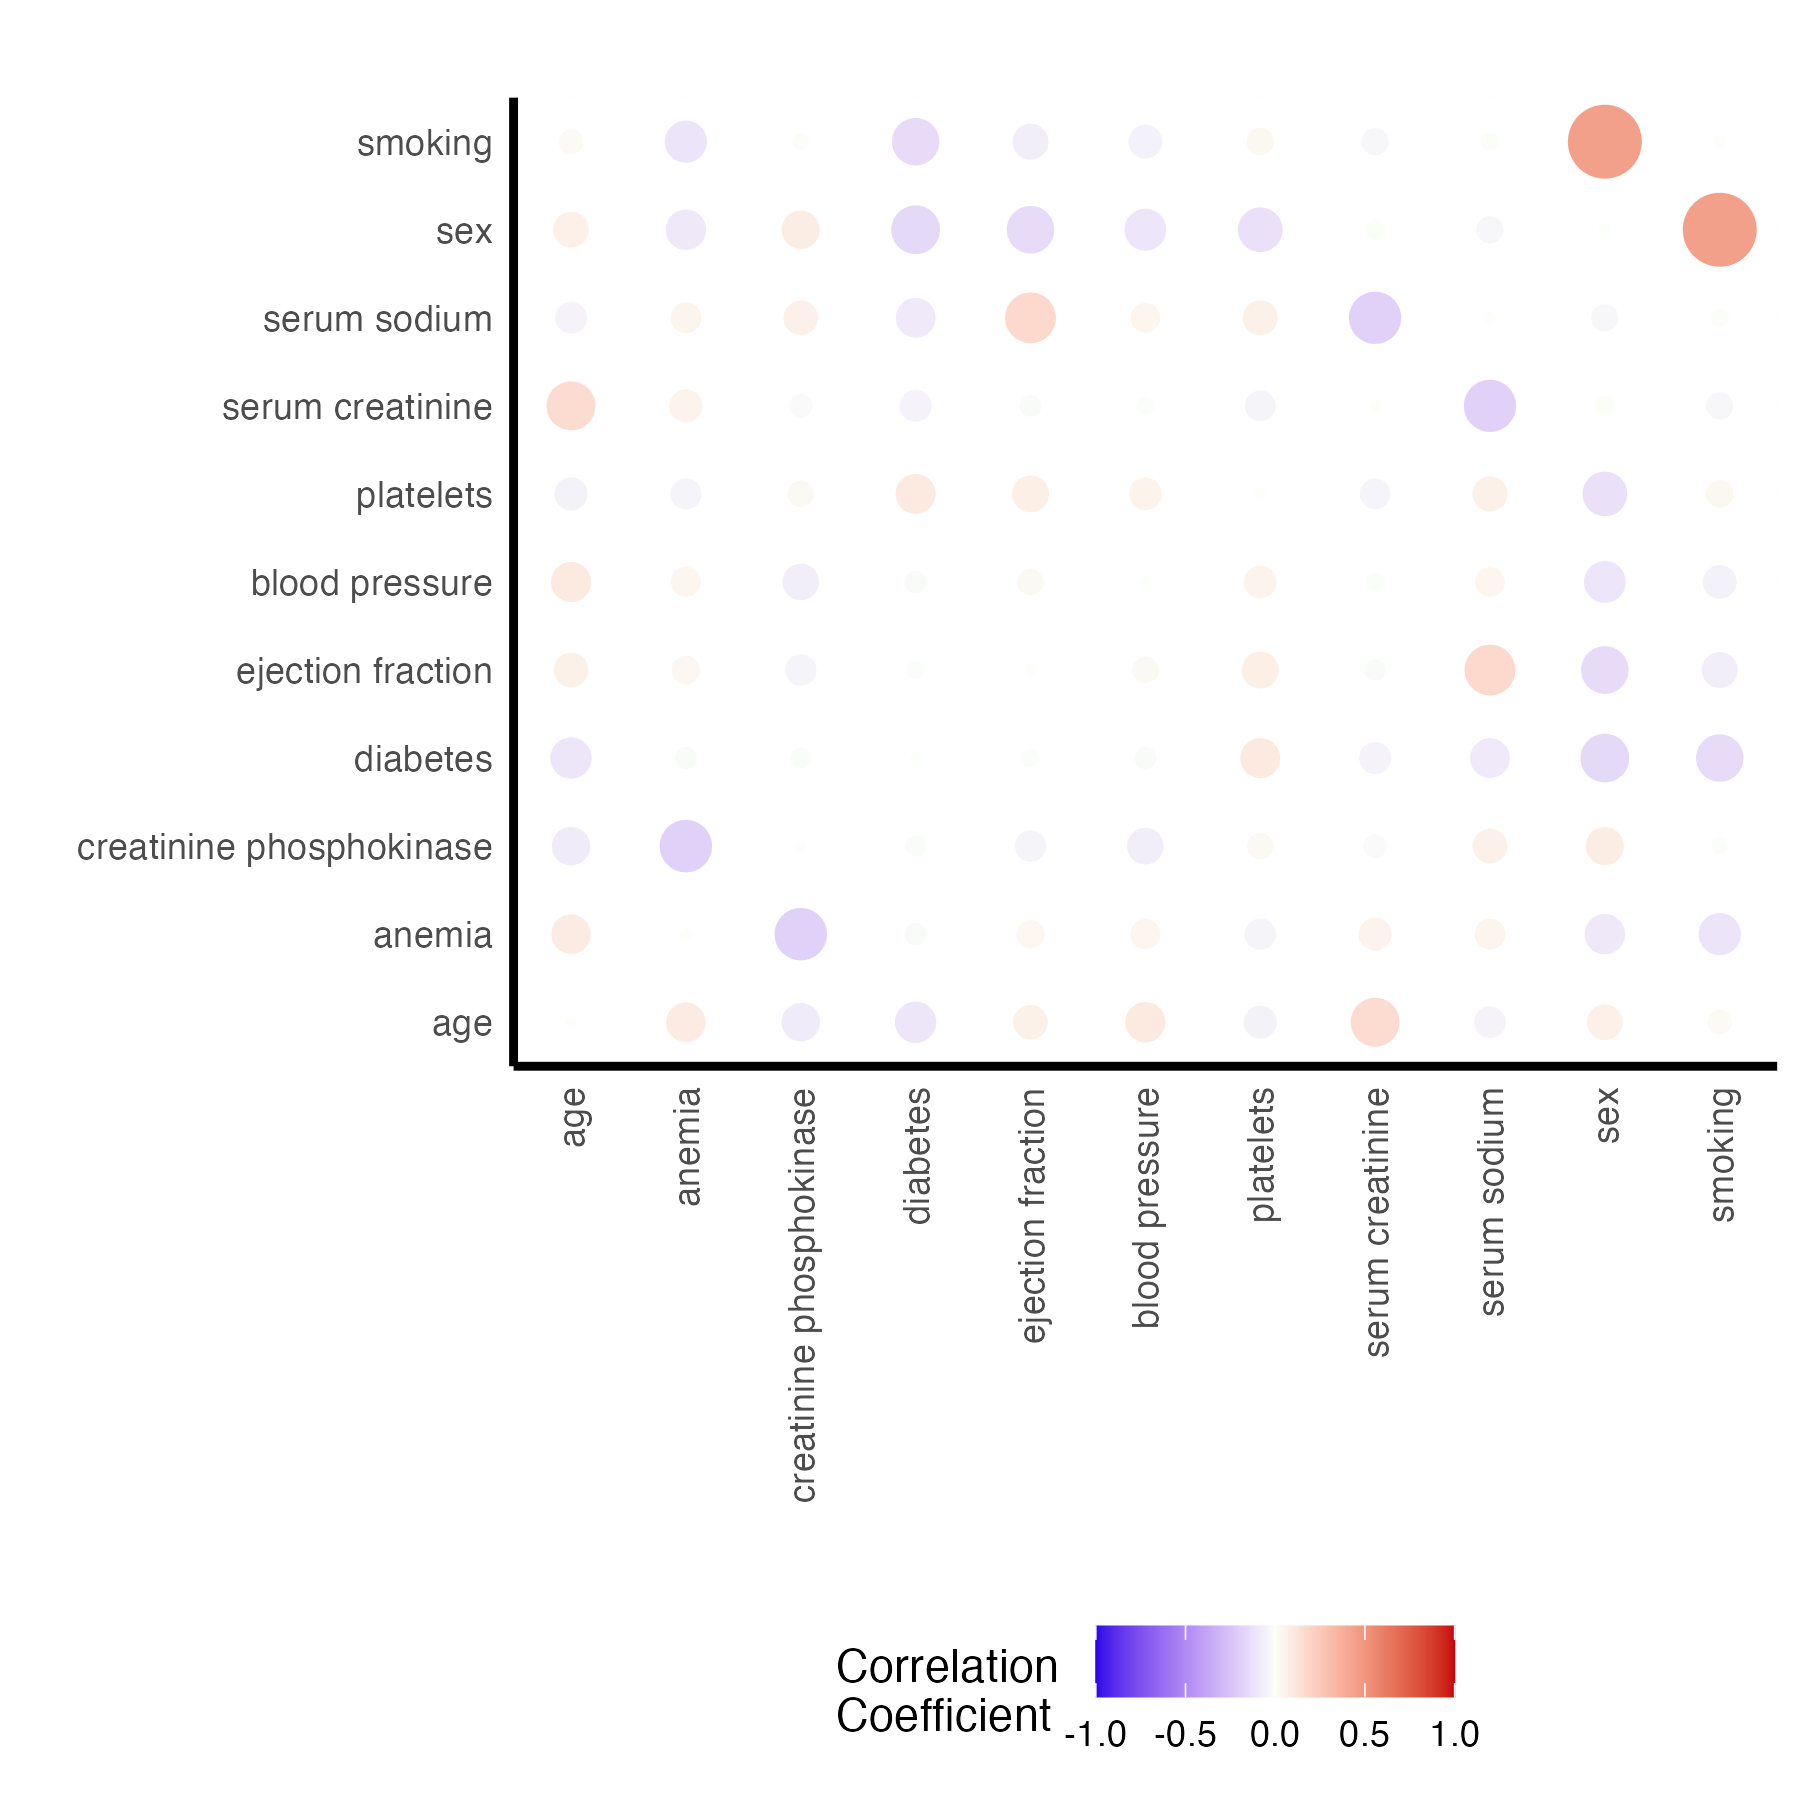 smoking
sex
serum sodium
serum creatinine
platelets
blood pressure
ejection fraction
diabetes
creatinine phosphokinase
anemia
age
age
anemia
creatinine phosphokinase
diabetes
ejection fraction
blood pressure
platelets
serum creatinine
serum sodium
sex
smoking
Correlation
Coefficient
-1.0 -0.5 0.0 0.5 1.0